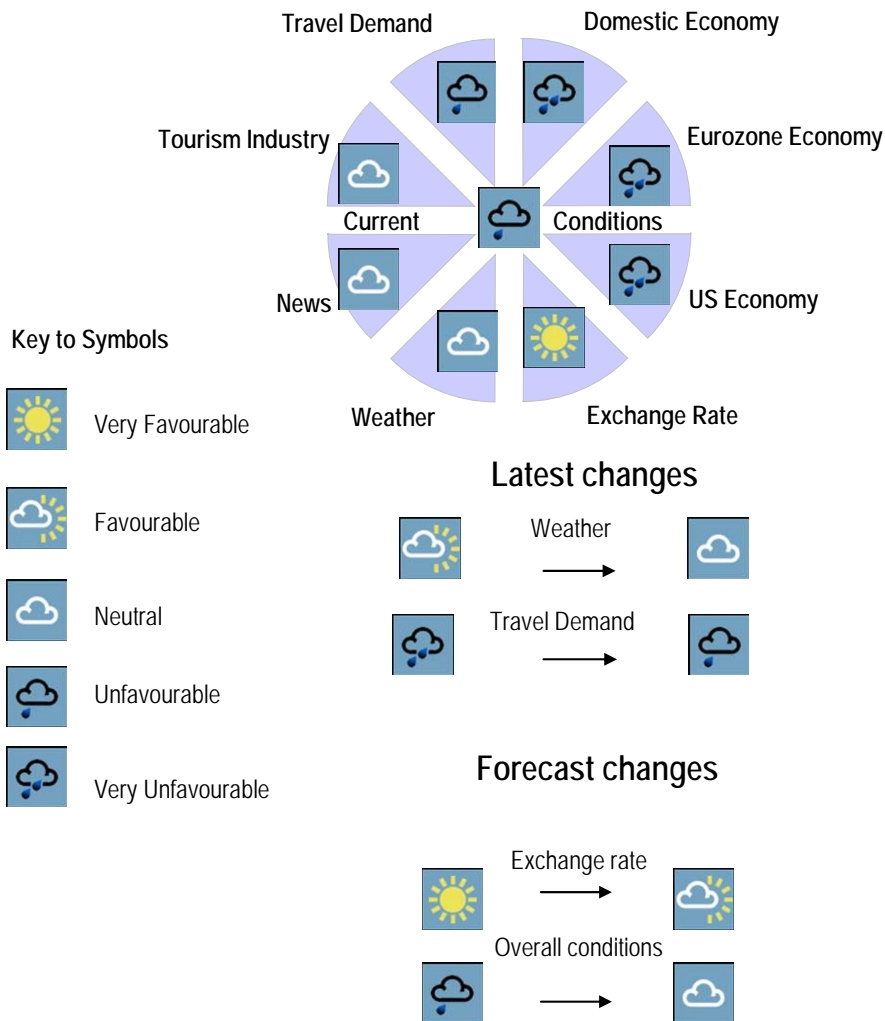 Travel Demand
Domestic Economy
Tourism Industry
Eurozone Economy
Current
Conditions
News
US Economy
Key to Symbols
Weather
Exchange Rate
Very Favourable
Favourable
Neutral
Unfavourable
Very Unfavourable
Latest changes
Weather
Travel Demand
Forecast changes
Exchange rate
Overall conditions